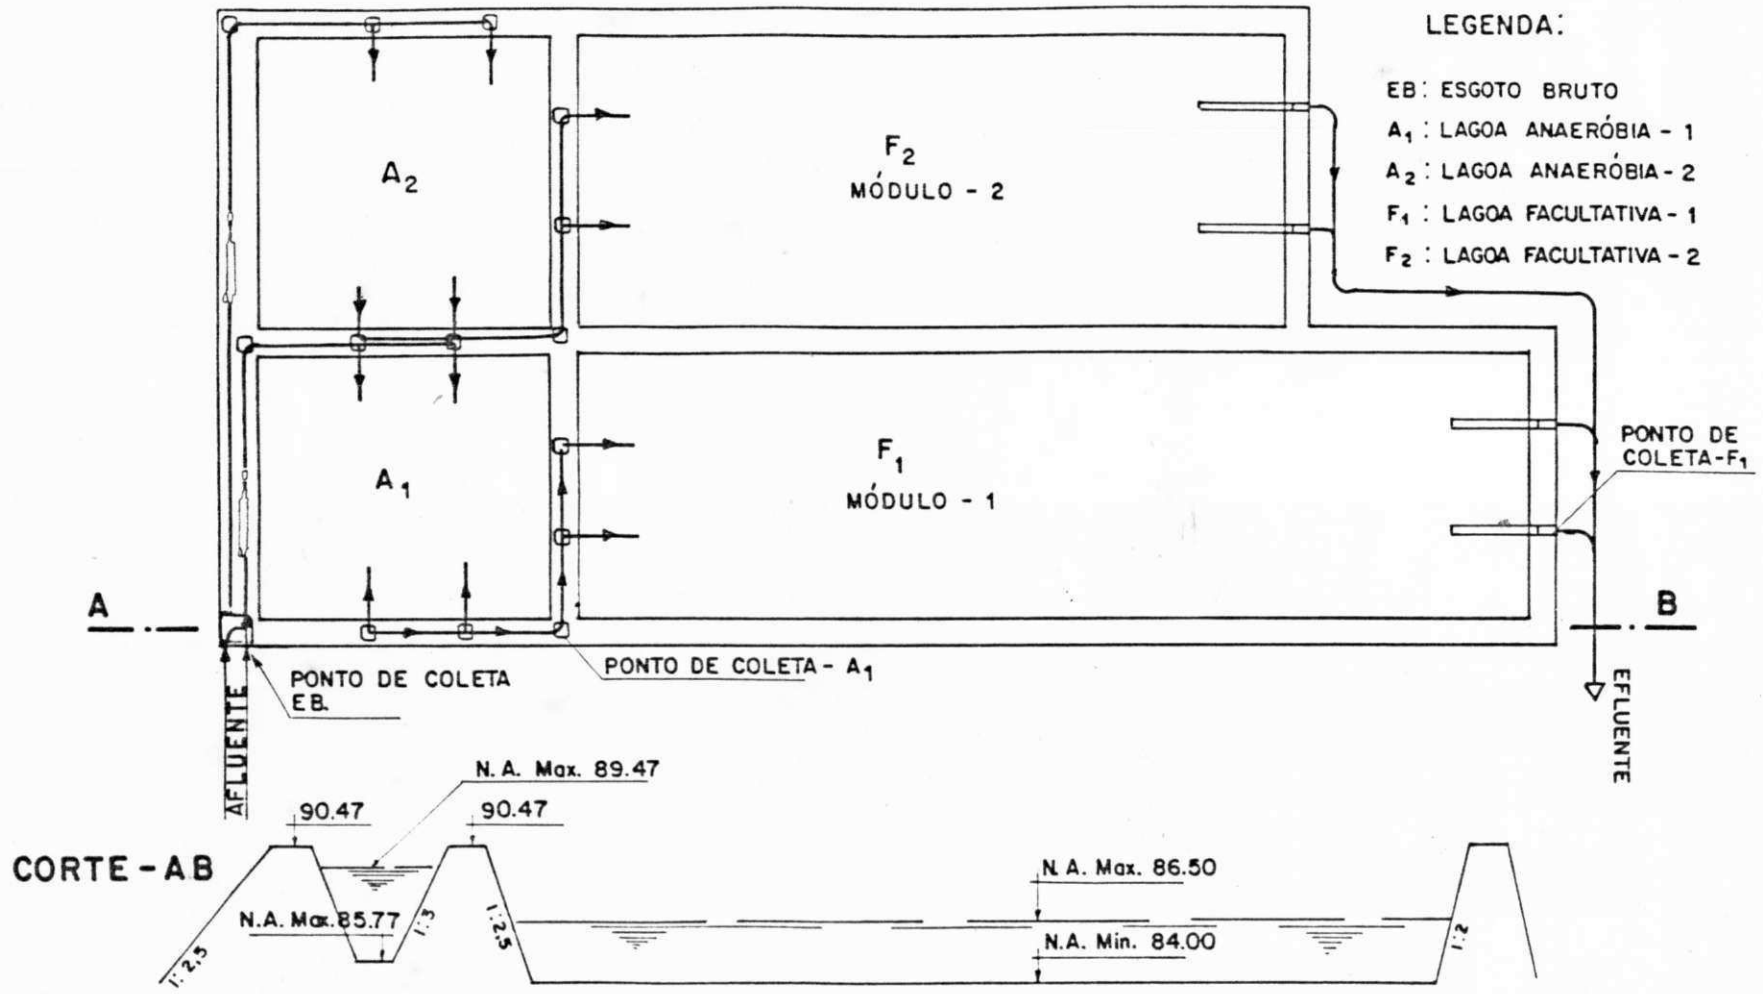 LEGENDA:
EB: ESGOTO BRUTO
A1: LAGOA ANAERÓBIA - 1
A2: LAGOA ANAERÓBIA - 2
F1: LAGOA FACULTATIVA - 1
F2: LAGOA FACULTATIVA - 2
A2
F2
MÓDULO - 2
A1
F1
MÓDULO - 1
PONTO DE
COLETA-F1
A
B
PONTO DE COLETA
EB.
PONTO DE COLETA - A1
AFLUENTE
EFLUENTE
N.A. Max. 89.47
90.47
90.47
CORTE-AB
N.A. Max. 86.50
N.A. Max. 85.77
N.A. Min. 84.00
1:2,5
1:3
1:2,5
1:2